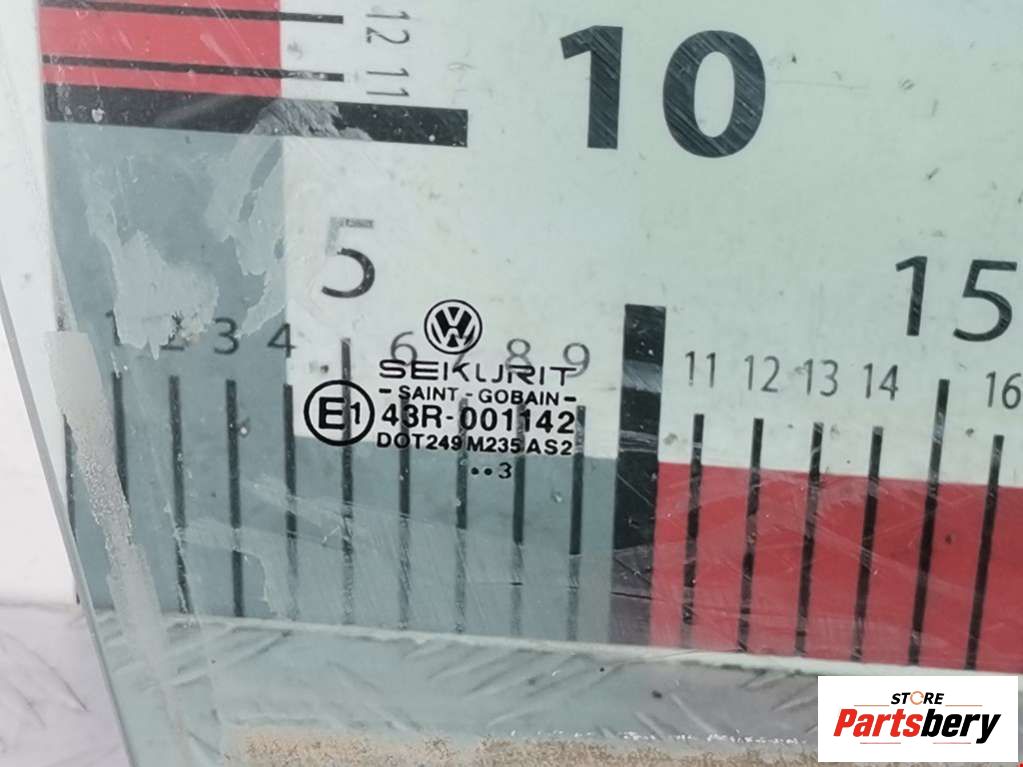 12
11
10
5
15
1 2 3 4 6 7 8 9 11 12 13 14 16
SEKURIT
- SAINT - GOBAIN -
E1 43R-001142
DOT249 M235 AS2
..3
STORE
Partsbery